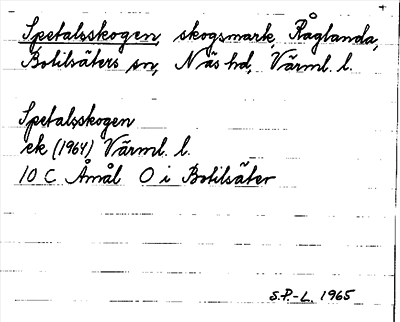 Spetalsskogen, skogsmark, Råglanda,
Botilsäters sn, Näs hd, Värml. l.
Spetalsskogen
ek (1964) Värml. l.
10 C Åmål O i Botilsäter
S.P.-L. 1965